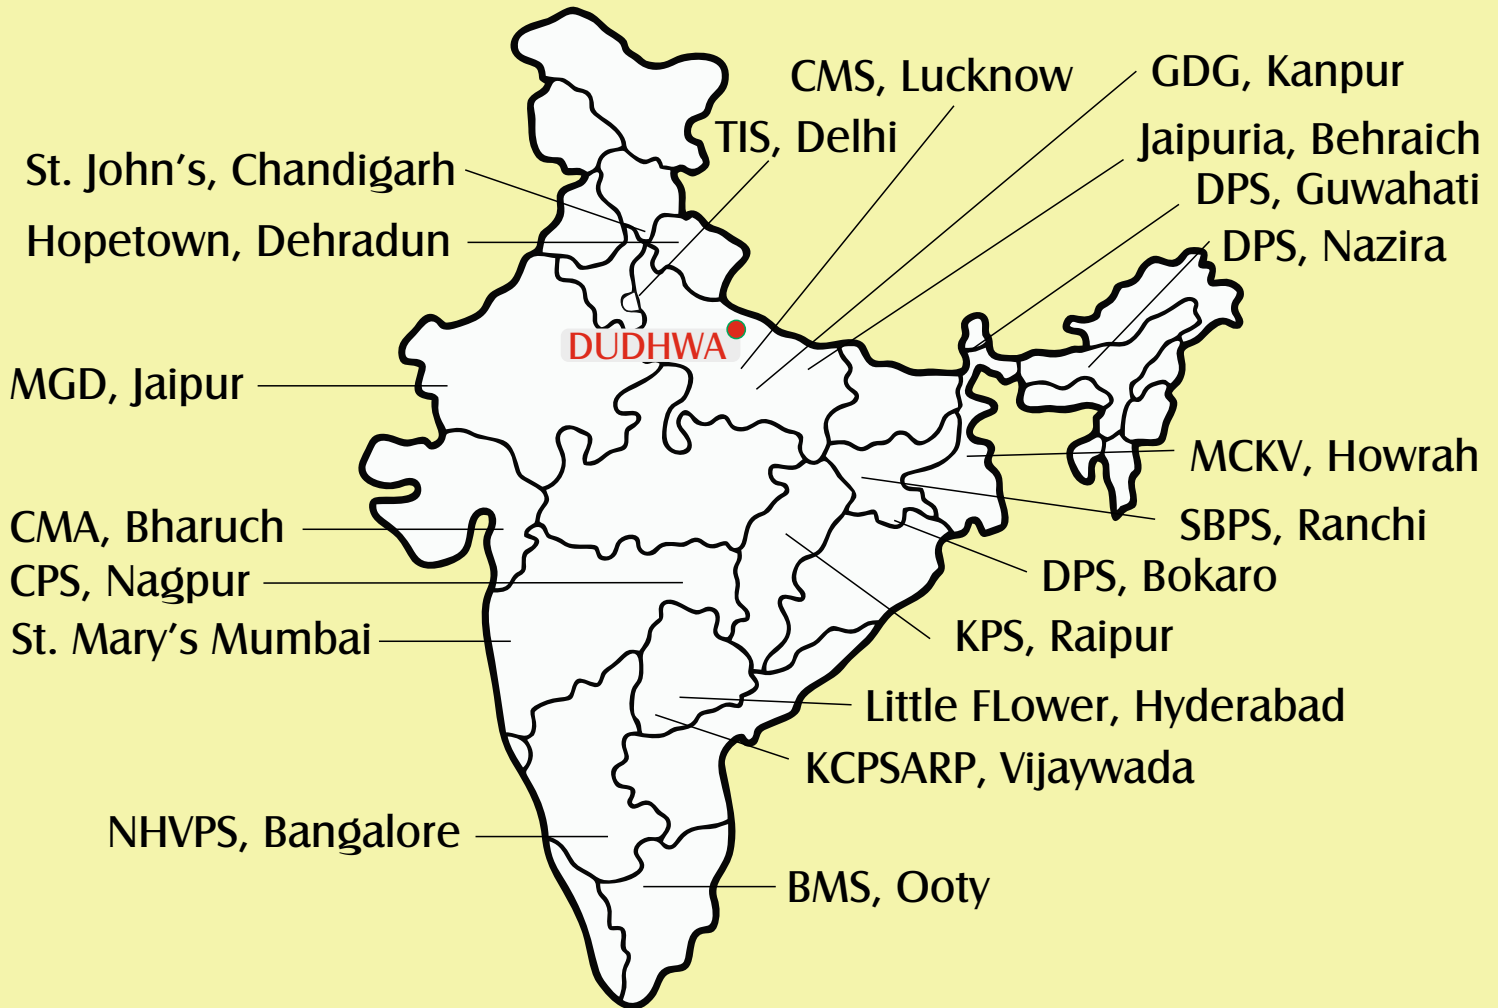 CMS, Lucknow
GDG, Kanpur
TIS, Delhi
Jaipuria, Behraich
St. John's, Chandigarh
DPS, Guwahati
Hopetown, Dehradun
DPS, Nazira
DUDHWA
MGD, Jaipur
MCKV, Howrah
CMA, Bharuch
SBPS, Ranchi
CPS, Nagpur
DPS, Bokaro
St. Mary's Mumbai
KPS, Raipur
Little FLower, Hyderabad
KCPSARP, Vijaywada
NHVPS, Bangalore
BMS, Ooty